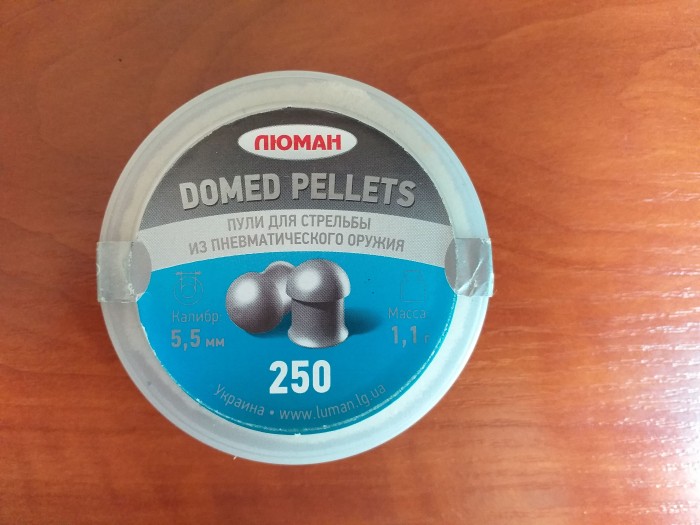 ЛЮМАН
DOMED PELLETS
ПУЛИ ДЛЯ СТРЕЛЬБЫ
ИЗ ПНЕВМАТИЧЕСКОГО ОРУЖИЯ
Калибр
5,5 мм
Масса
1,1 г
250
Украина • www.luman.lg.ua